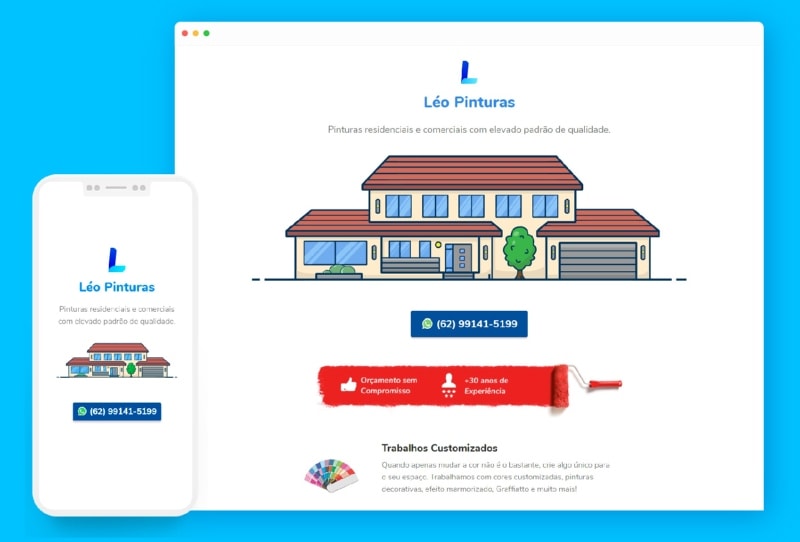 Léo Pinturas
Pinturas residenciais e comerciais com elevado padrão de qualidade.
(62) 99141-5199
Orçamento sem
Compromisso
+30 anos de
Experiência
Trabalhos Customizados
Quando apenas mudar a cor não é o bastante, crie algo único para
o seu espaço. Trabalhamos com cores customizadas, pinturas
decorativas, efeito marmorizado, Graffiatto e muito mais!
Léo Pinturas
Pinturas residenciais e comerciais
com elevado padrão de qualidade.
(62) 99141-5199